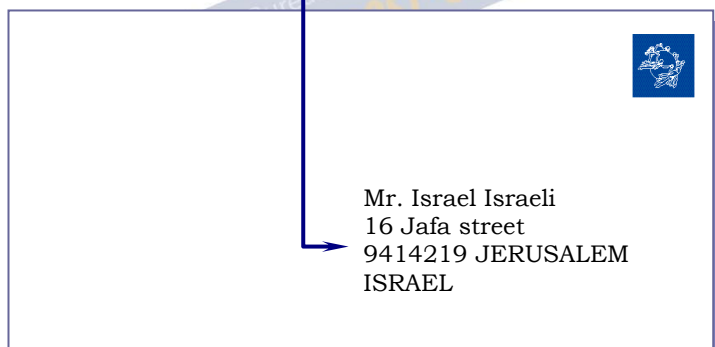 Mr. Israel Israeli
16 Jafa street
9414219 JERUSALEM
ISRAEL